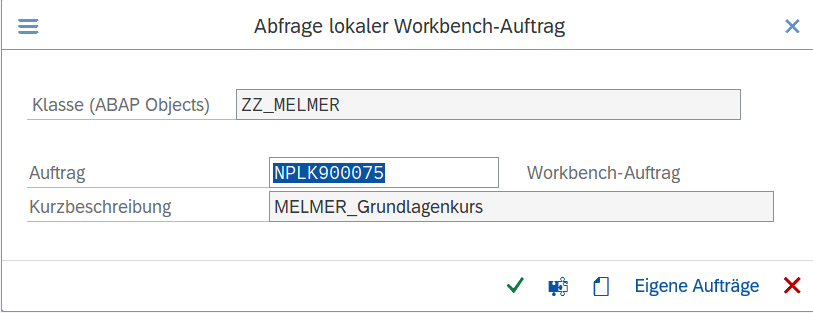 Abfrage lokaler Workbench-Auftrag
Klasse (ABAP Objects) ZZ_MELMER
Auftrag NPLK900075 Workbench-Auftrag
Kurzbeschreibung MELMER_Grundlagenkurs
Eigene Aufträge